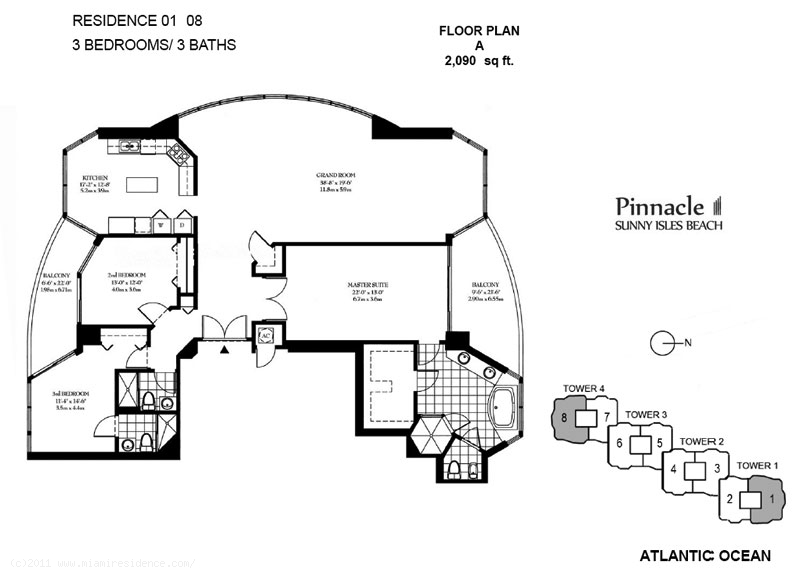 RESIDENCE 01 08
3 BEDROOMS/ 3 BATHS
FLOOR PLAN
A
2,090 sq ft.
KITCHEN
17'-2" x 12'-8"
5.2m x 3.9m
GRAND ROOM
38'-8" x 19'-6"
11.8m x 5.9m
W
D
Pinnacle
SUNNY ISLES BEACH
BALCONY
6'-6" x 22'-0"
1.98m x 6.71m
2nd BEDROOM
13'-0" x 12'-0"
4.0m x 3.6m
MASTER SUITE
22'-0" x 13'-0"
6.7m x 3.6m
BALCONY
9'-6" x 21'-6"
2.90m x 6.55m
AC
N
3rd BEDROOM
11'-4" x 14'-6"
3.5m x 4.4m
TOWER 4
8
7
TOWER 3
6
5
TOWER 2
4
3
TOWER 1
2
1
ATLANTIC OCEAN
(c)2011 www.miamiresidence.com/